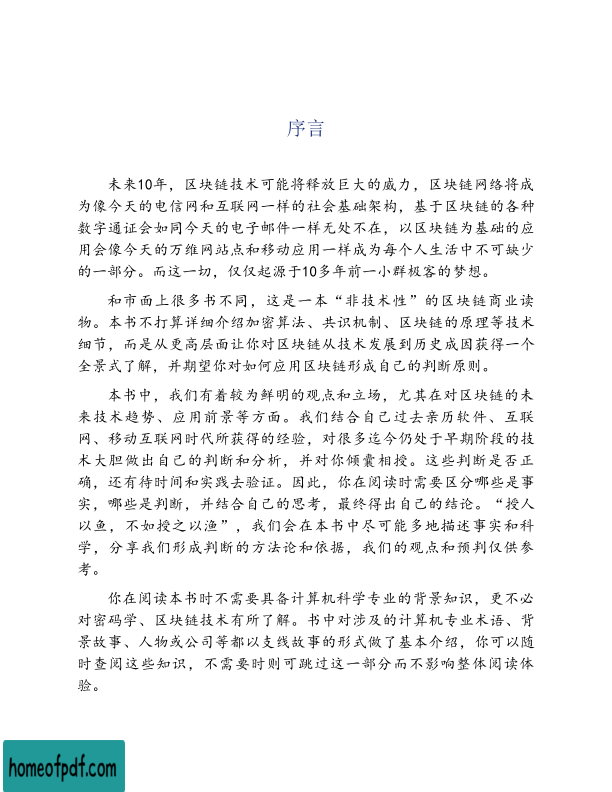 序言
未来10年，区块链技术可能将释放巨大的威力，区块链网络将成
为像今天的电信网和互联网一样的社会基础架构，基于区块链的各种
数字通证会如同今天的电子邮件一样无处不在，以区块链为基础的应
用会像今天的万维网站点和移动应用一样成为每个人生活中不可缺少
的一部分。而这一切，仅仅起源于10多年前一小群极客的梦想。
和市面上很多书不同，这是一本“非技术性”的区块链商业读
物。本书不打算详细介绍加密算法、共识机制、区块链的原理等技术
细节，而是从更高层面让你对区块链从技术发展到历史成因获得一个
全景式了解，并期望你对如何应用区块链形成自己的判断原则。
本书中，我们有着较为鲜明的观点和立场，尤其在对区块链的未
来技术趋势、应用前景等方面。我们结合自己过去亲历软件、互联
网、移动互联网时代所获得的经验，对很多迄今仍处于早期阶段的技
术大胆做出自己的判断和分析，并对你倾囊相授。这些判断是否正
确，还有待时间和实践去验证。因此，你在阅读时需要区分哪些是事
实，哪些是判断，并结合自己的思考，最终得出自己的结论。“授人
以鱼，不如授之以渔”，我们会在本书中尽可能多地描述事实和科
学，分享我们形成判断的方法论和依据，我们的观点和预判仅供参
考。
你在阅读本书时不需要具备计算机科学专业的背景知识，更不必
对密码学、区块链技术有所了解。书中对涉及的计算机专业术语、背
景故事、人物或公司等都以支线故事的形式做了基本介绍，你可以随
时查阅这些知识，不需要时则可跳过这一部分而不影响整体阅读体
验。
homeofpdf.com